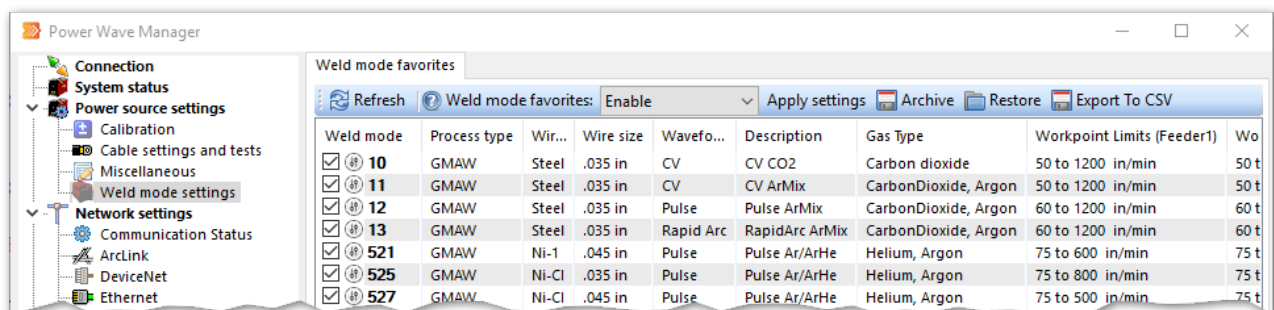 Power Wave Manager
Connection
System status
Power source settings
Calibration
Cable settings and tests
Miscellaneous
Weld mode settings
Network settings
Communication Status
ArcLink
DeviceNet
Ethernet
Weld mode favorites
Refresh Weld mode favorites: Enable Apply settings Archive Restore Export To CSV
Weld mode Process type Wir... Wire size Wavefo... Description Gas Type Workpoint Limits (Feeder1) Wo
10 GMAW Steel .035 in CV CV CO2 Carbon dioxide 50 to 1200 in/min 50 t
11 GMAW Steel .035 in CV CV ArMix CarbonDioxide, Argon 50 to 1200 in/min 50 t
12 GMAW Steel .035 in Pulse Pulse ArMix CarbonDioxide, Argon 60 to 1200 in/min 60 t
13 GMAW Steel .035 in Rapid Arc RapidArc ArMix CarbonDioxide, Argon 60 to 1200 in/min 60 t
521 GMAW Ni-1 .045 in Pulse Pulse Ar/ArHe Helium, Argon 75 to 600 in/min 75 t
525 GMAW Ni-Cl .035 in Pulse Pulse Ar/ArHe Helium, Argon 75 to 800 in/min 75 t
527 GMAW Ni-Cl .045 in Pulse Pulse Ar/ArHe Helium, Argon 75 to 500 in/min 75 t